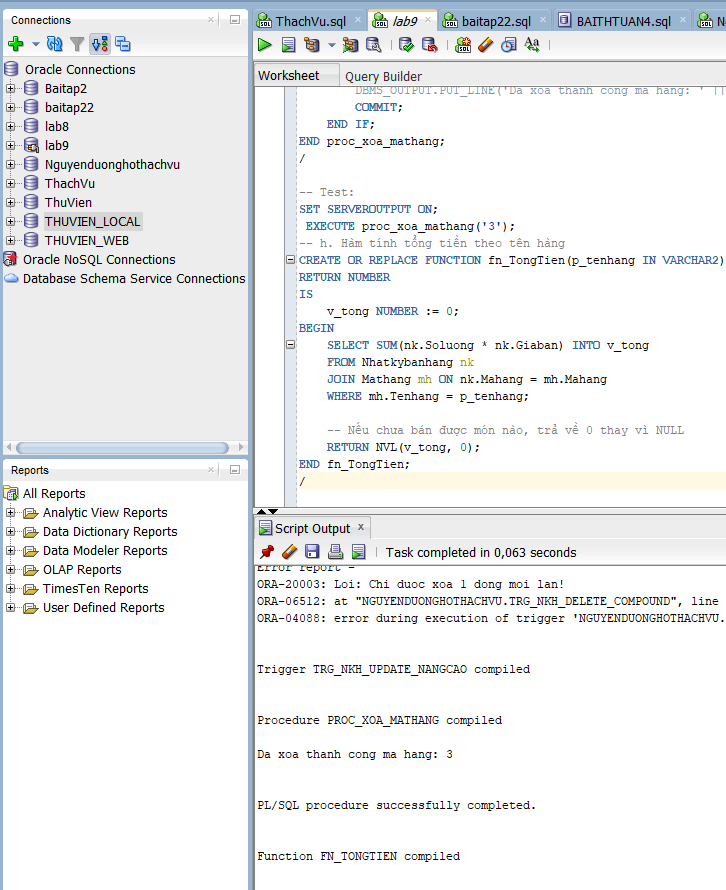 Connections
Oracle Connections
Baitap2
baitap22
lab8
lab9
Nguyenduonghothachvu
ThachVu
ThuVien
THUVIEN_LOCAL
THUVIEN_WEB
Oracle NoSQL Connections
Database Schema Service Connections
Reports
All Reports
Analytic View Reports
Data Dictionary Reports
Data Modeler Reports
OLAP Reports
TimesTen Reports
User Defined Reports
ThachVu.sql
lab9
baitap22.sql
BAITHTUAN4.sql
Worksheet
Query Builder
DBMS_OUTPUT.PUT_LINE('Da xoa thanh cong ma hang: ' ||
COMMIT;
END IF;
END proc_xoa_mathang;
/
-- Test:
SET SERVEROUTPUT ON;
EXECUTE proc_xoa_mathang('3');
-- h. Hàm tính tổng tiền theo tên hàng
CREATE OR REPLACE FUNCTION fn_TongTien(p_tenhang IN VARCHAR2)
RETURN NUMBER
IS
v_tong NUMBER := 0;
BEGIN
SELECT SUM(nk.Soluong * nk.Giaban) INTO v_tong
FROM Nhatkybanhang nk
JOIN Mathang mh ON nk.Mahang = mh.Mahang
WHERE mh.Tenhang = p_tenhang;
-- Nếu chưa bán được món nào, trả về 0 thay vì NULL
RETURN NVL(v_tong, 0);
END fn_TongTien;
/
Script Output
Task completed in 0,063 seconds
Error report -
ORA-20003: Loi: Chi duoc xoa 1 dong moi lan!
ORA-06512: at "NGUYENDUONGHOTHACHVU.TRG_NKH_DELETE_COMPOUND", line
ORA-04088: error during execution of trigger 'NGUYENDUONGHOTHACHVU.
Trigger TRG_NKH_UPDATE_NANGCAO compiled
Procedure PROC_XOA_MATHANG compiled
Da xoa thanh cong ma hang: 3
PL/SQL procedure successfully completed.
Function FN_TONGTIEN compiled